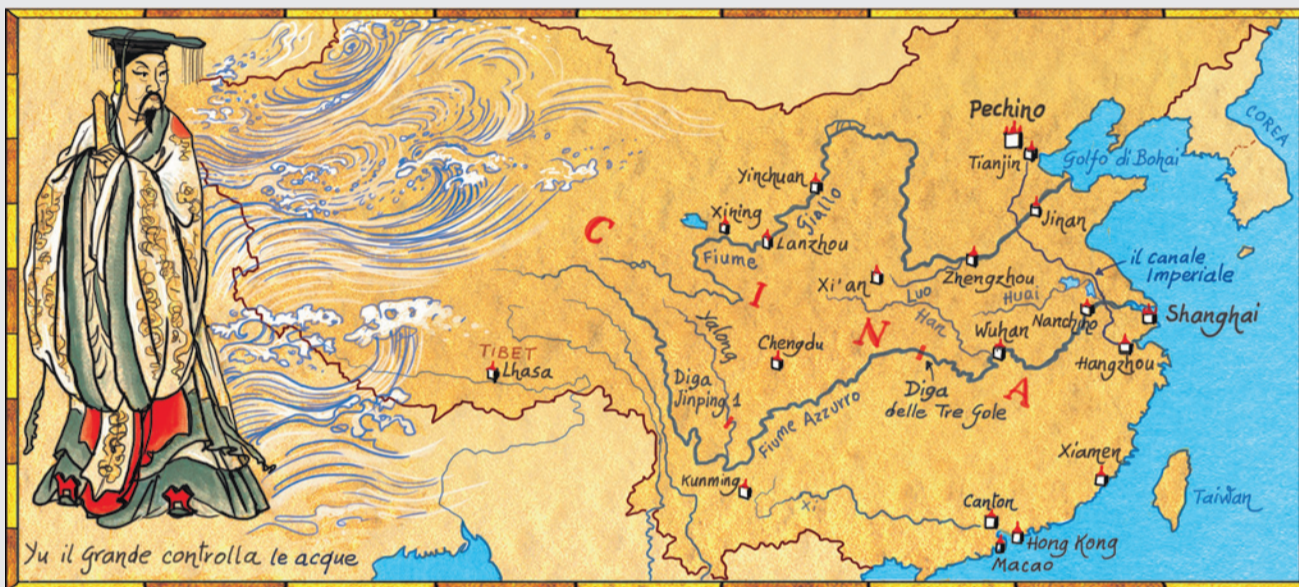 Pechino
Tianjin
Golfo di Bohai
COREA
Yinchuan
Giallo
Xining
Lanzhou
Fiume
Jinan
C
I
N
A
Zhengzhou
il canale
Imperiale
Xi'an
Luo
Huai
Han
Nanchino
Shanghai
Yalong
Chengdu
Wuhan
Hangzhou
TIBET
Lhasa
Diga
Jinping 1
Fiume Azzurro
Diga
delle Tre Gole
Xiamen
Kunming
Xi
Canton
Taiwan
Hong Kong
Macao
Yu il Grande controlla le acque